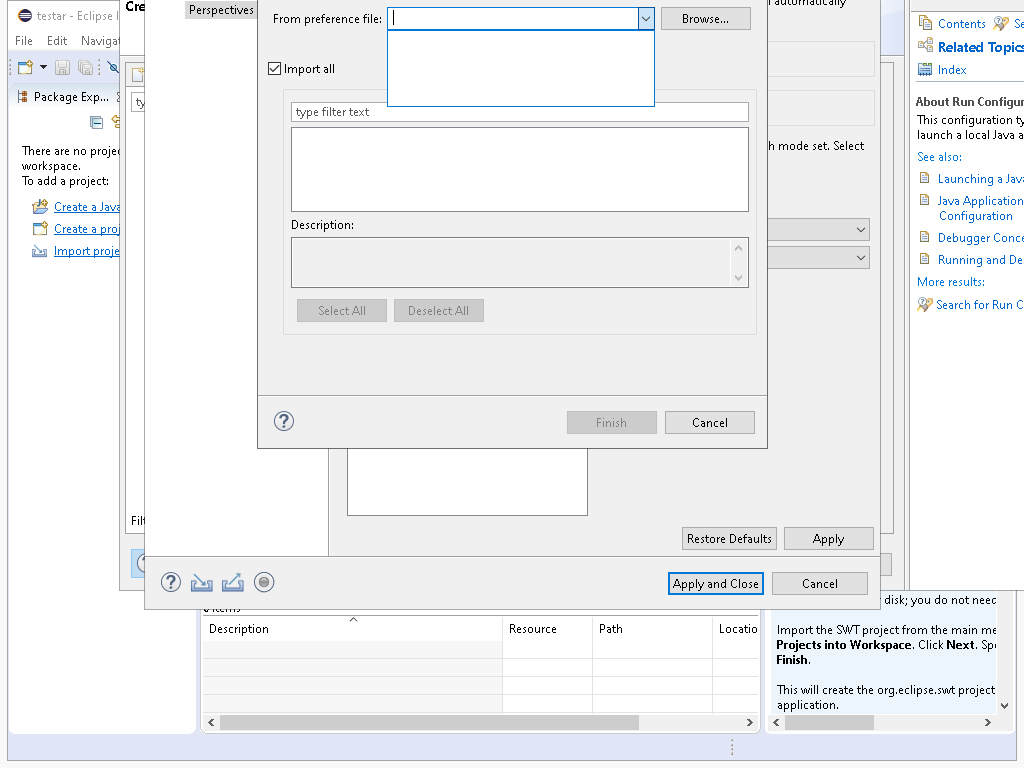 testar - Eclipse I
File Edit Navigat
Package Exp...
There are no proje
workspace.
To add a project:
Create a Java
Create a proj
Import proje
Cre
ty
Filt
Perspectives
From preference file:
Browse...
Import all
type filter text
Description:
Select All
Deselect All
Finish
Cancel
automatically
h mode set. Select
Restore Defaults
Apply
Apply and Close
Cancel
items
Description
Resource
Path
Locatio
disk; you do not need
Import the SWT project from the main me
Projects into Workspace. Click Next. Spe
Finish.
This will create the org.eclipse.swt project
application.
Contents
Se
Related Topics
Index
About Run Configur
This configuration ty
launch a local Java a
See also:
Launching a Java
Java Application
Configuration
Debugger Conce
Running and De
More results:
Search for Run C